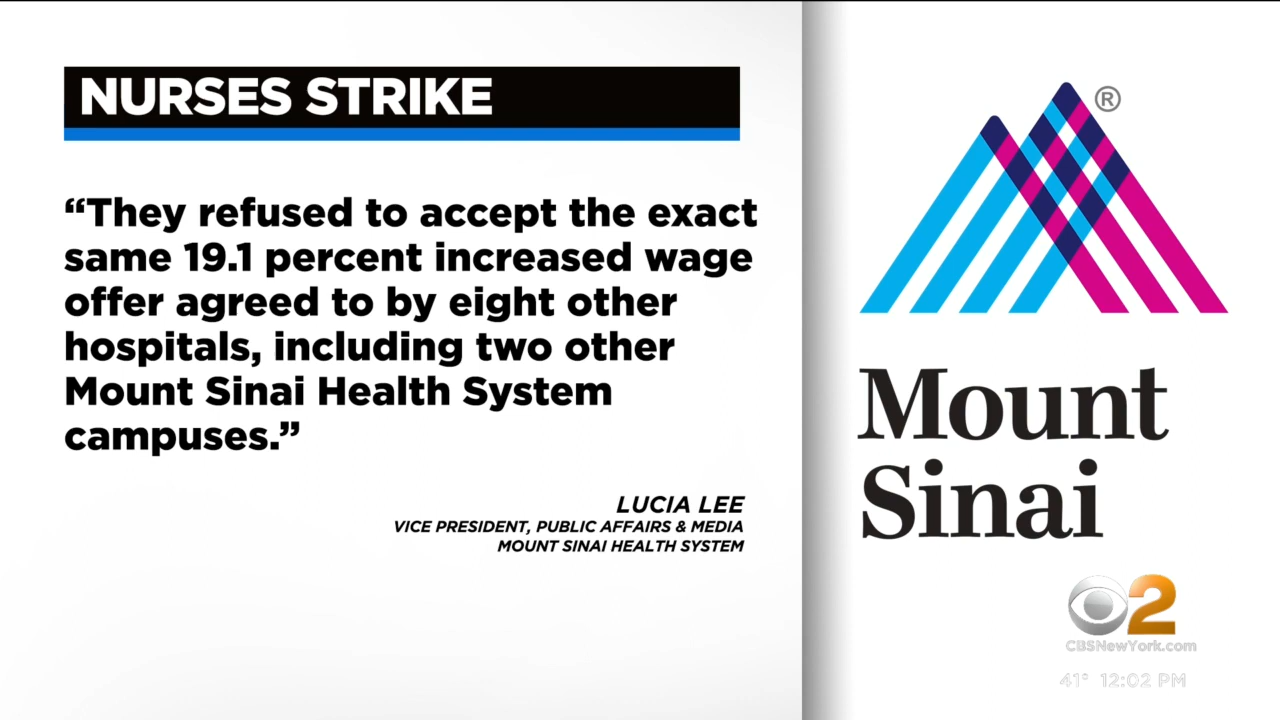 NURSES STRIKE
“They refused to accept the exact
same 19.1 percent increased wage
offer agreed to by eight other
hospitals, including two other
Mount Sinai Health System
campuses.”
LUCIA LEE
VICE PRESIDENT, PUBLIC AFFAIRS & MEDIA
MOUNT SINAI HEALTH SYSTEM
®
Mount
Sinai
2
CBSNewYork.com
41° 12:02 PM